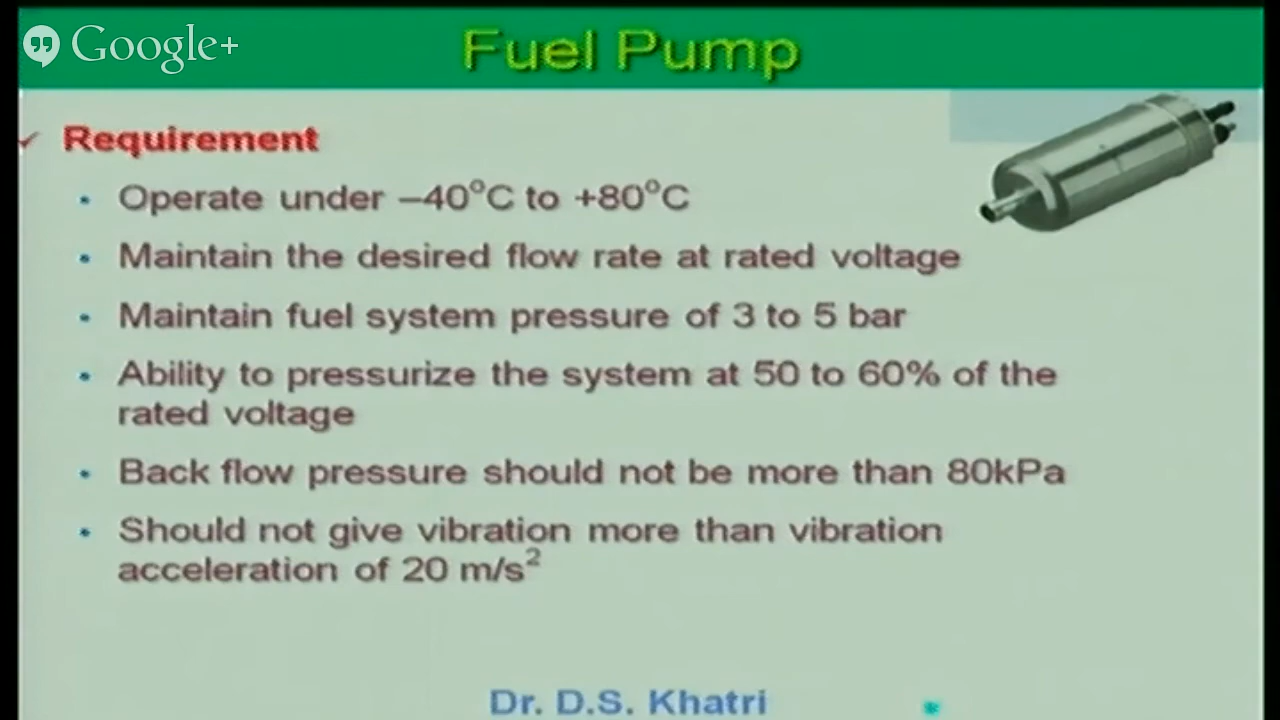 Google+
Fuel Pump
Requirement
Operate under –40°C to +80°C
Maintain the desired flow rate at rated voltage
Maintain fuel system pressure of 3 to 5 bar
Ability to pressurize the system at 50 to 60% of the
rated voltage
Back flow pressure should not be more than 80kPa
Should not give vibration more than vibration
acceleration of 20 m/s²
Dr. D.S. Khatri